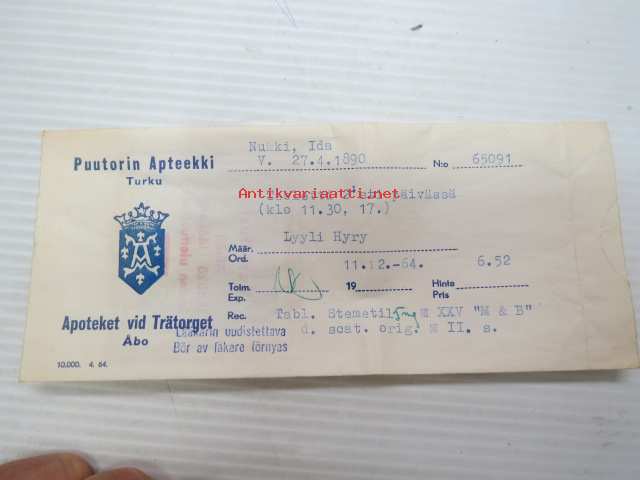 Nukki, Ida
Puutorin Apteekki V. 27.4.1890 N:o 65091
Turku
Antikvariaatti.net päivässä
(klo 11.30, 17.)
Lyyli Hyry
Määr.
Ord. 11.12.-64. 6.52
Tolm. 19 Hinta
Exp. Pris
Rec. Tabl. Stemetil 5mg N XXV "M & B"
Apoteket vid Trätorget d. scat. orig. N II. s.
Åbo
Lääkärin uudistettava
Bör av läkare förnyas
10.000. 4. 64.